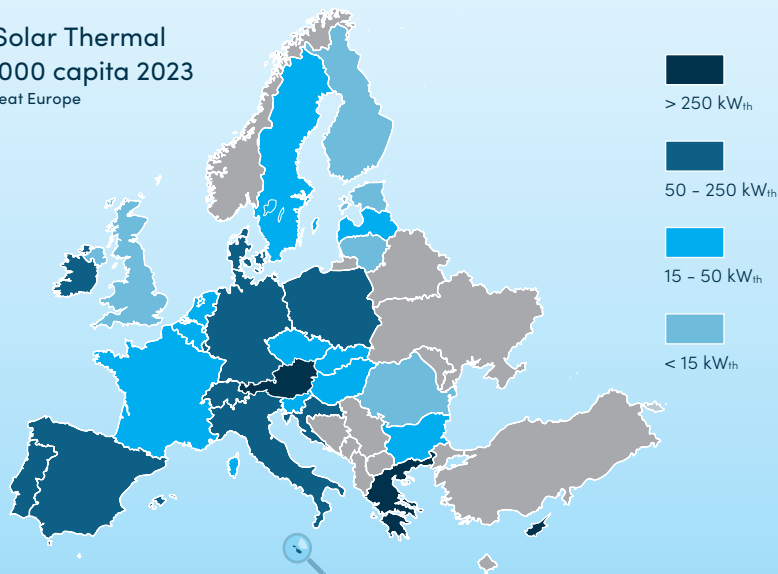 Solar Thermal
000 capita 2023
eat Europe
> 250 kWth
50 - 250 kWth
15 - 50 kWth
< 15 kWth